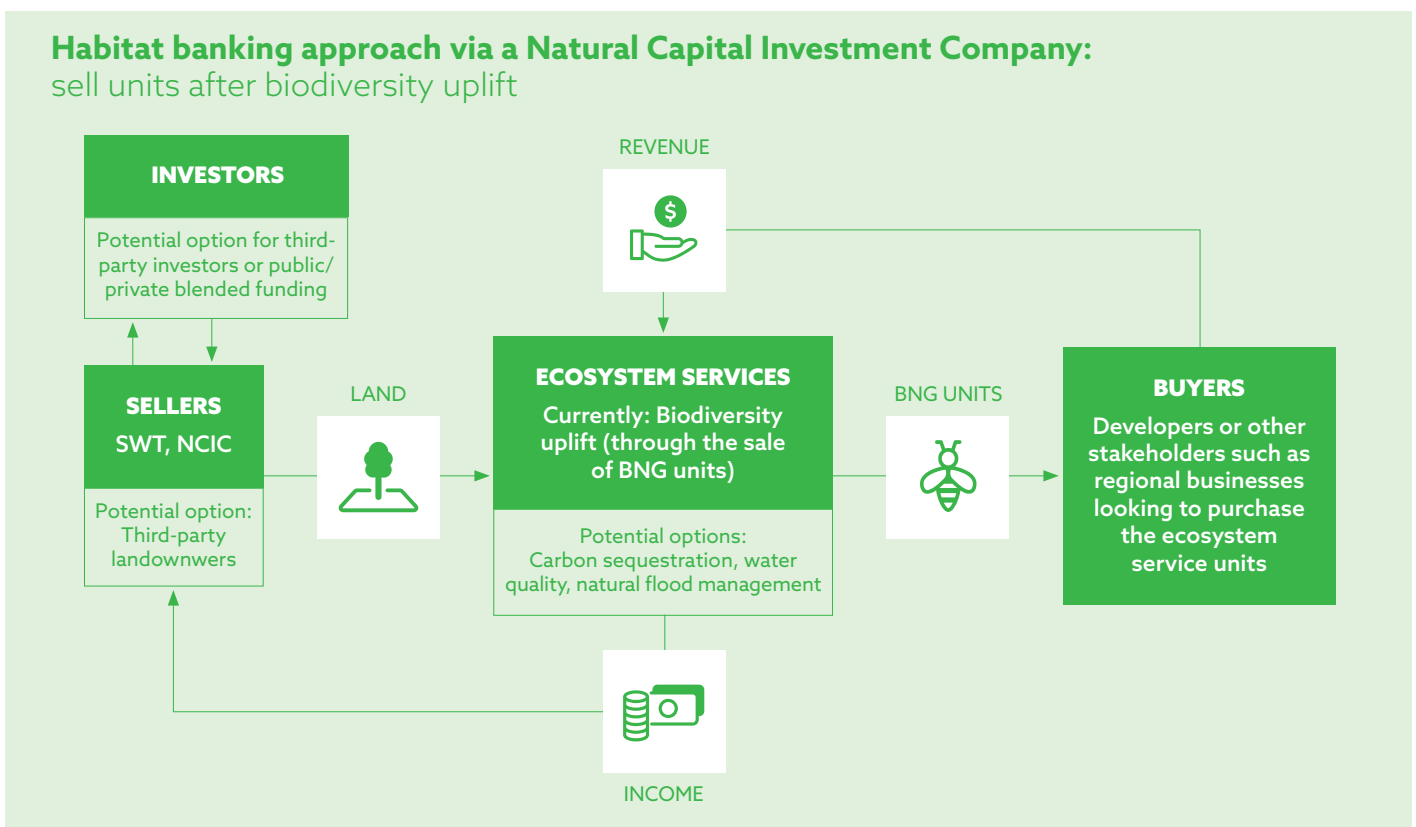 Habitat banking approach via a Natural Capital Investment Company:
sell units after biodiversity uplift
INVESTORS
Potential option for third-
party investors or public/
private blended funding
SELLERS
SWT, NCIC
Potential option:
Third-party
landownwers
LAND
REVENUE
$
ECOSYSTEM SERVICES
Currently: Biodiversity
uplift (through the sale
of BNG units)
Potential options:
Carbon sequestration, water
quality, natural flood management
INCOME
BNG UNITS
BUYERS
Developers or other
stakeholders such as
regional businesses
looking to purchase
the ecosystem
service units